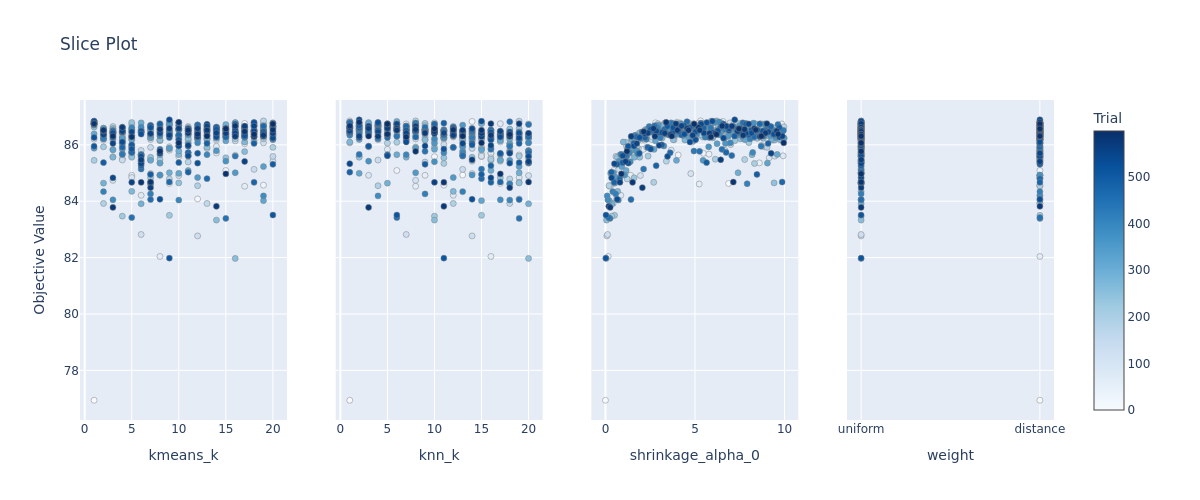 Slice Plot
Objective Value
86
84
82
80
78
0 5 10 15 20
kmeans_k
0 5 10 15 20
knn_k
0 5 10
shrinkage_alpha_0
uniform distance
weight
Trial
500
400
300
200
100
0